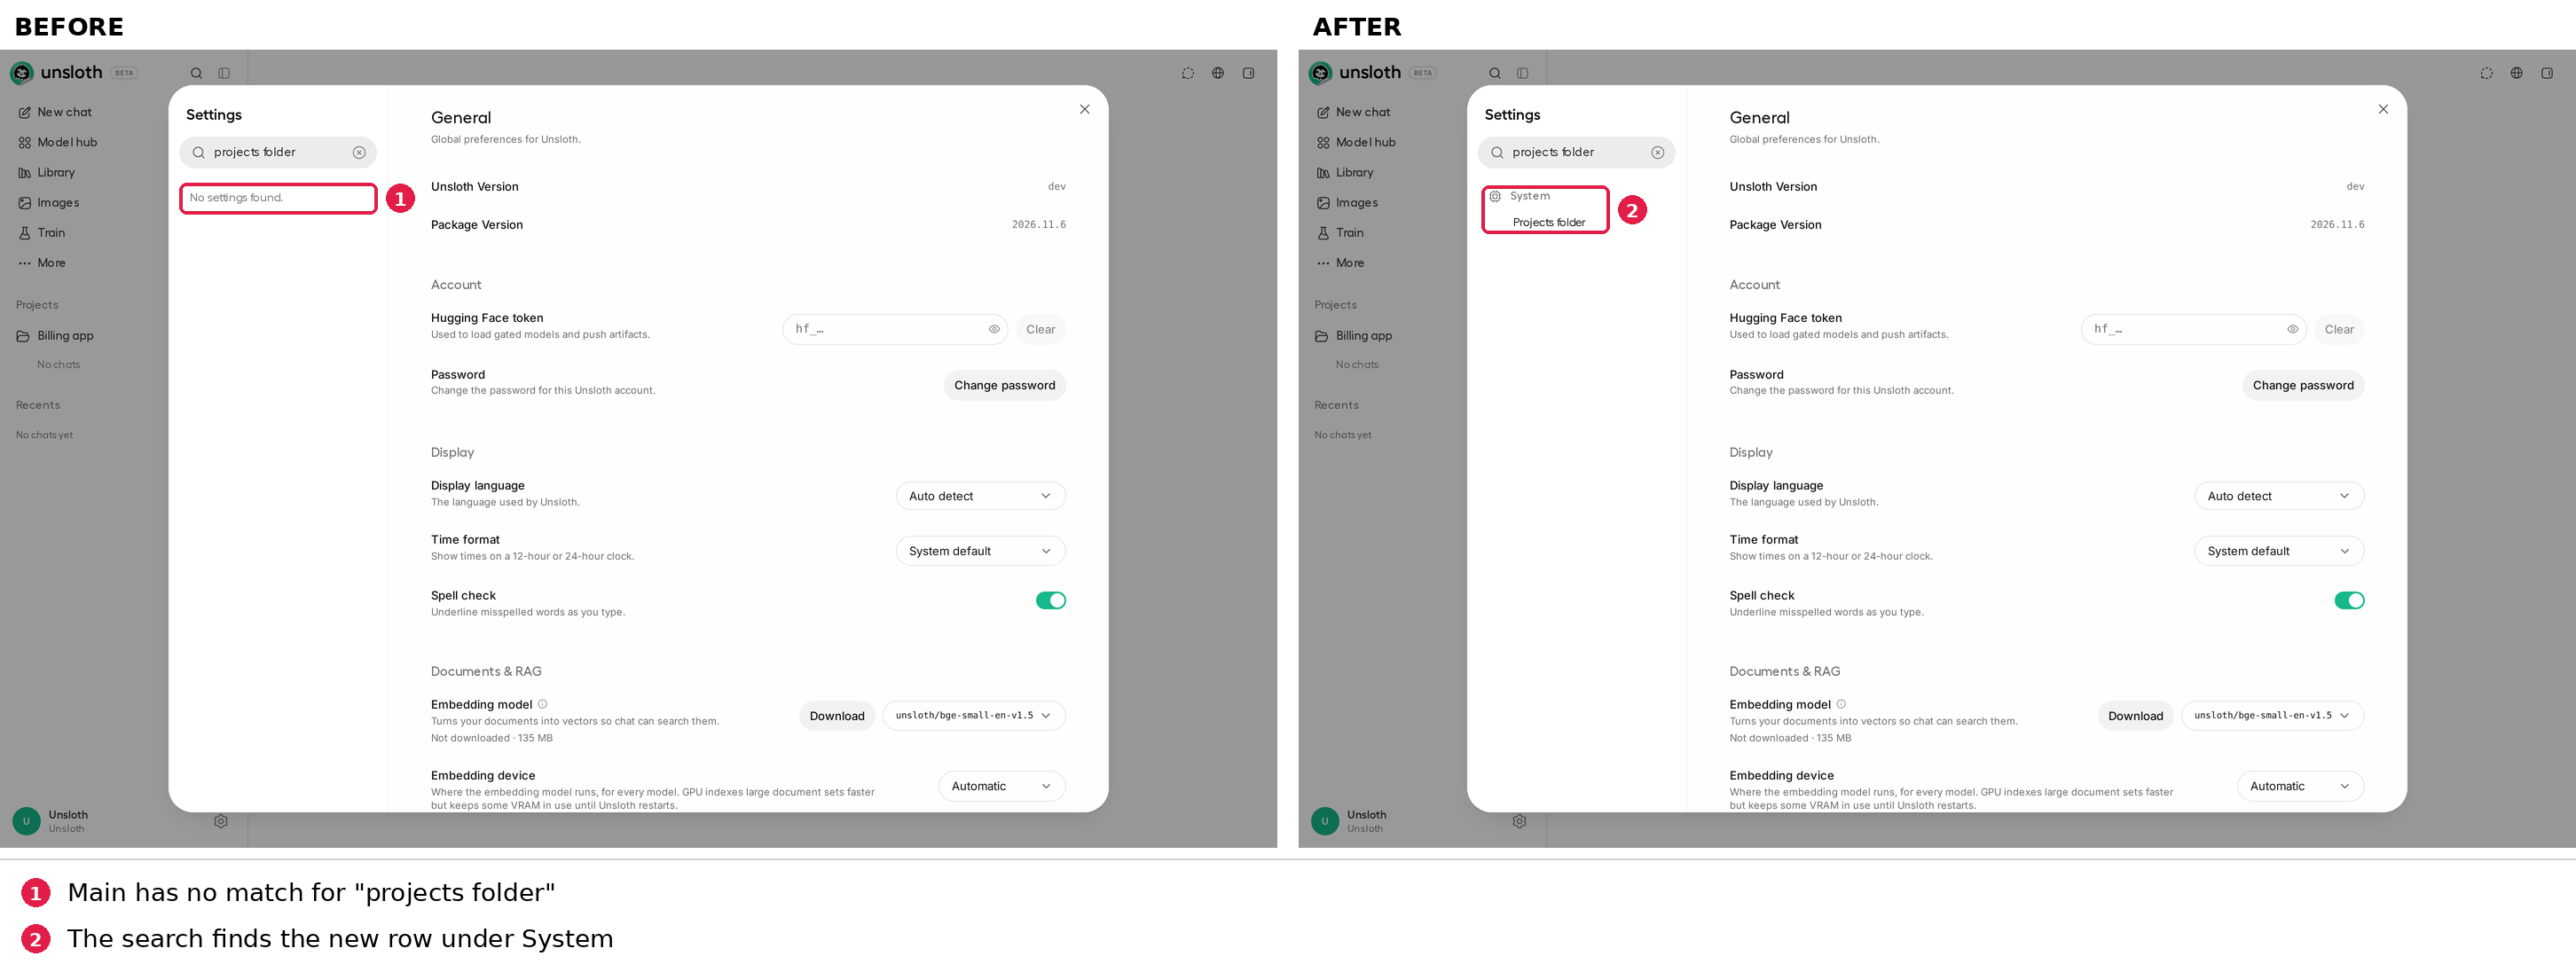 BEFORE
unsloth BETA
New chat
Model hub
Library
Images
Train
More
Projects
Billing app
No chats
Recents
No chats yet
U
Unsloth
Unsloth
Settings
projects folder
No settings found.
1
General
Global preferences for Unsloth.
Unsloth Version dev
Package Version 2026.11.6
Account
Hugging Face token
Used to load gated models and push artifacts.
hf_… Clear
Password
Change the password for this Unsloth account.
Change password
Display
Display language
The language used by Unsloth.
Auto detect
Time format
Show times on a 12-hour or 24-hour clock.
System default
Spell check
Underline misspelled words as you type.
Documents & RAG
Embedding model
Turns your documents into vectors so chat can search them.
Not downloaded · 135 MB
Download unsloth/bge-small-en-v1.5
Embedding device
Where the embedding model runs, for every model. GPU indexes large document sets faster
but keeps some VRAM in use until Unsloth restarts.
Automatic
AFTER
unsloth BETA
New chat
Model hub
Library
Images
Train
More
Projects
Billing app
No chats
Recents
No chats yet
U
Unsloth
Unsloth
Settings
projects folder
System
Projects folder
2
General
Global preferences for Unsloth.
Unsloth Version dev
Package Version 2026.11.6
Account
Hugging Face token
Used to load gated models and push artifacts.
hf_… Clear
Password
Change the password for this Unsloth account.
Change password
Display
Display language
The language used by Unsloth.
Auto detect
Time format
Show times on a 12-hour or 24-hour clock.
System default
Spell check
Underline misspelled words as you type.
Documents & RAG
Embedding model
Turns your documents into vectors so chat can search them.
Not downloaded · 135 MB
Download unsloth/bge-small-en-v1.5
Embedding device
Where the embedding model runs, for every model. GPU indexes large document sets faster
but keeps some VRAM in use until Unsloth restarts.
Automatic
1 Main has no match for "projects folder"
2 The search finds the new row under System